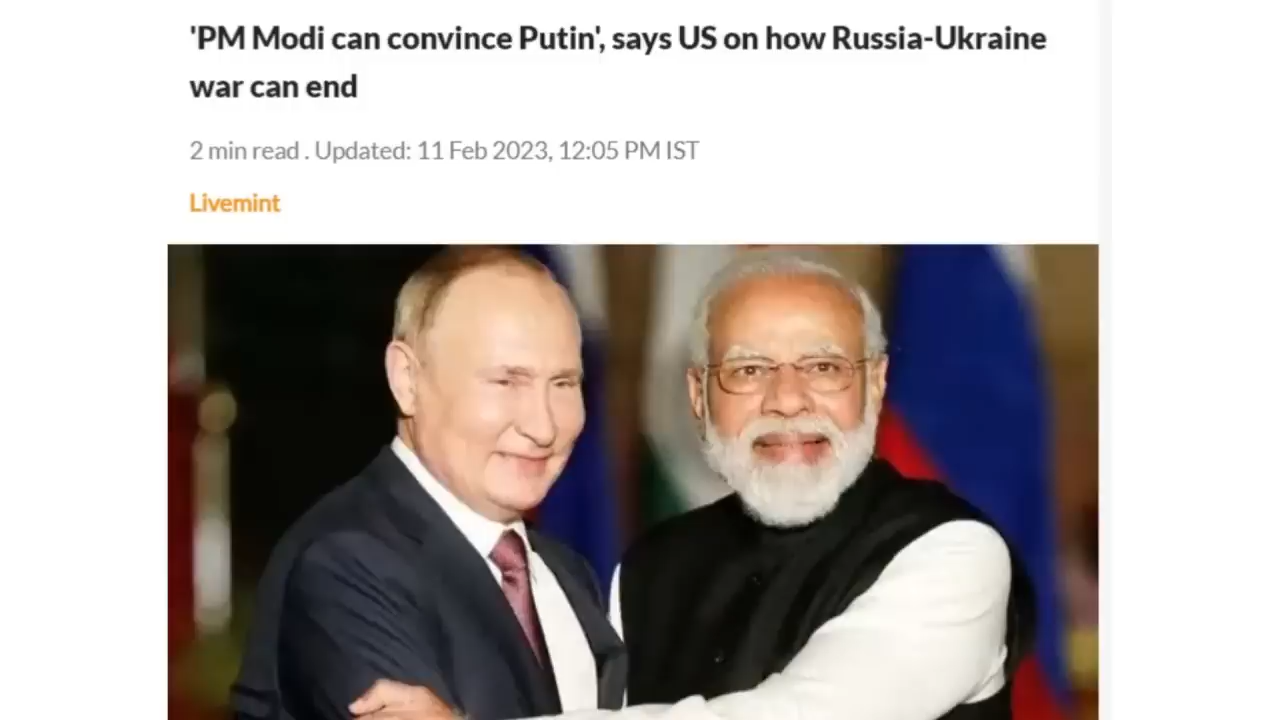 'PM Modi can convince Putin', says US on how Russia-Ukraine
war can end
2 min read . Updated: 11 Feb 2023, 12:05 PM IST
Livemint